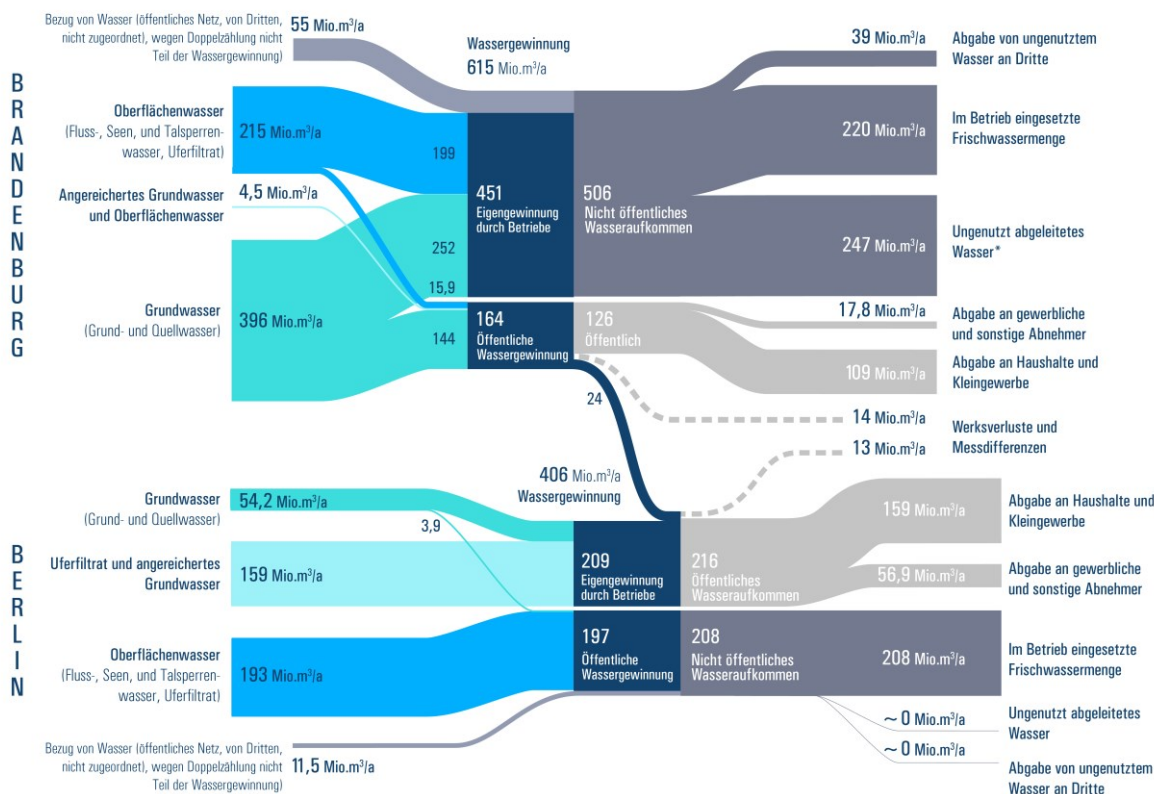 BRANDENBURG
Bezug von Wasser (öffentliches Netz, von Dritten,
nicht zugeordnet), wegen Doppelzählung nicht
Teil der Wassergewinnung)
55 Mio.m³/a
Wassergewinnung
615 Mio.m³/a
Oberflächenwasser
(Fluss-, Seen, und Talsperren-
wasser, Uferfiltrat)
215 Mio.m³/a
199
Angereichertes Grundwasser
und Oberflächenwasser
4,5 Mio.m³/a
Grundwasser
(Grund- und Quellwasser)
396 Mio.m³/a
252
15,9
144
451
Eigengewinnung
durch Betriebe
506
Nicht öffentliches
Wasseraufkommen
164
Öffentliche
Wassergewinnung
126
Öffentlich
24
39 Mio.m³/a
Abgabe von ungenutztem
Wasser an Dritte
220 Mio.m³/a
Im Betrieb eingesetzte
Frischwassermenge
247 Mio.m³/a
Ungenutzt abgeleitetes
Wasser*
17,8 Mio.m³/a
Abgabe an gewerbliche
und sonstige Abnehmer
109 Mio.m³/a
Abgabe an Haushalte und
Kleingewerbe
14 Mio.m³/a
Werksverluste und
Messdifferenzen
13 Mio.m³/a
BERLIN
406 Mio.m³/a
Wassergewinnung
Grundwasser
(Grund- und Quellwasser)
54,2 Mio.m³/a
3,9
Uferfiltrat und angereichertes
Grundwasser
159 Mio.m³/a
Oberflächenwasser
(Fluss-, Seen, und Talsperren-
wasser, Uferfiltrat)
193 Mio.m³/a
Bezug von Wasser (öffentliches Netz, von Dritten,
nicht zugeordnet), wegen Doppelzählung nicht
Teil der Wassergewinnung)
11,5 Mio.m³/a
209
Eigengewinnung
durch Betriebe
216
Öffentliches
Wasseraufkommen
197
Öffentliche
Wassergewinnung
208
Nicht öffentliches
Wasseraufkommen
159 Mio.m³/a
Abgabe an Haushalte und
Kleingewerbe
56,9 Mio.m³/a
Abgabe an gewerbliche
und sonstige Abnehmer
208 Mio.m³/a
Im Betrieb eingesetzte
Frischwassermenge
~ 0 Mio.m³/a
Ungenutzt abgeleitetes
Wasser
~ 0 Mio.m³/a
Abgabe von ungenutztem
Wasser an Dritte